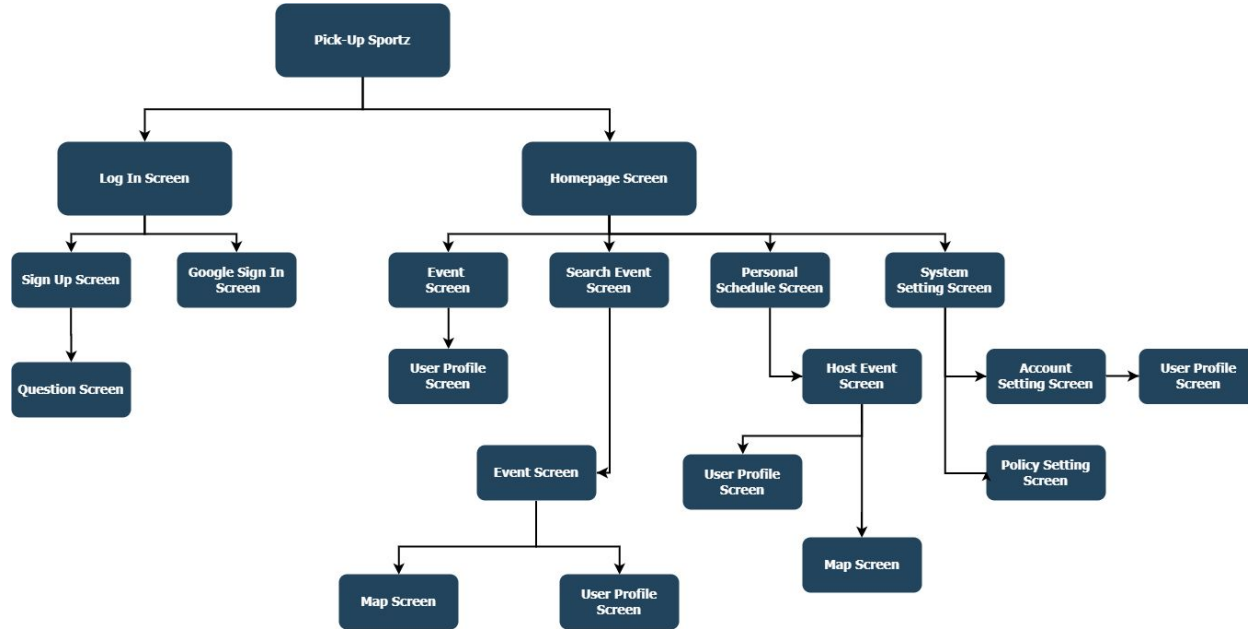 Pick-Up Sportz
Log In Screen
Homepage Screen
Sign Up Screen
Google Sign In
Screen
Event
Screen
Search Event
Screen
Personal
Schedule Screen
System
Setting Screen
Question Screen
User Profile
Screen
Host Event
Screen
Account
Setting Screen
User Profile
Screen
Event Screen
User Profile
Screen
Policy Setting
Screen
Map Screen
User Profile
Screen
Map Screen